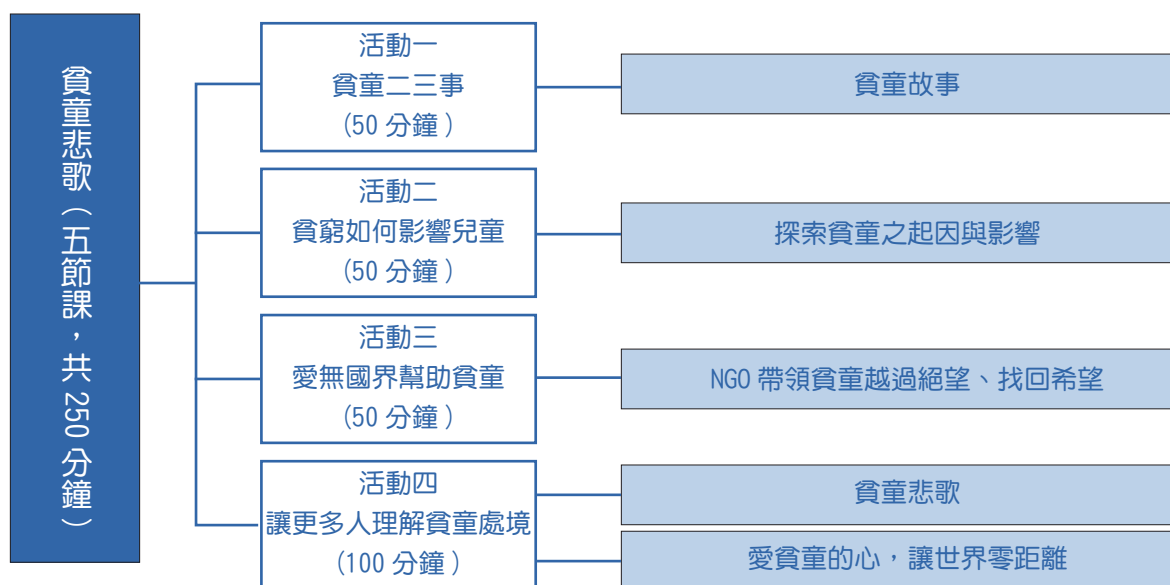 貧童悲歌（五節課，共250分鐘）
活動一
貧童二三事
(50 分鐘 )
貧童故事
活動二
貧窮如何影響兒童
(50 分鐘 )
探索貧童之起因與影響
活動三
愛無國界幫助貧童
(50 分鐘 )
NGO 帶領貧童越過絕望、找回希望
活動四
讓更多人理解貧童處境
(100 分鐘 )
貧童悲歌
愛貧童的心，讓世界零距離